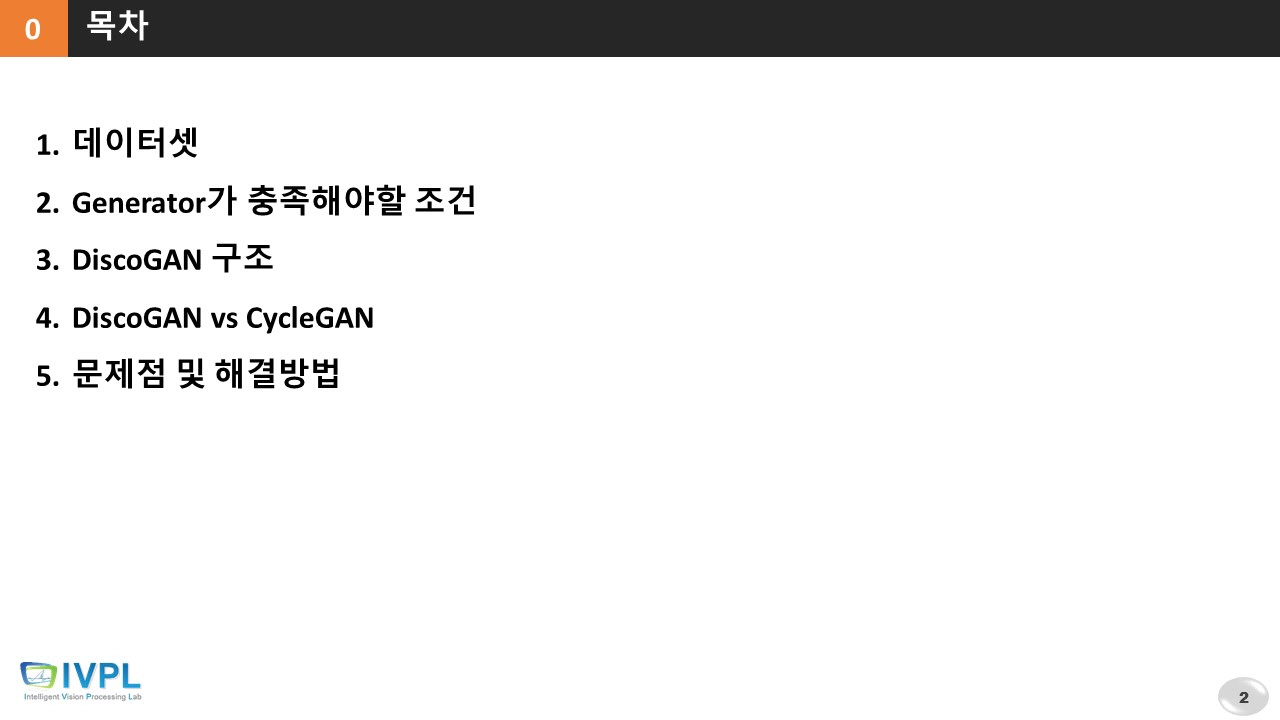 0
목차
1. 데이터셋
2. Generator가 충족해야할 조건
3. DiscoGAN 구조
4. DiscoGAN vs CycleGAN
5. 문제점 및 해결방법
IVPL
Intelligent Vision Processing Lab
2